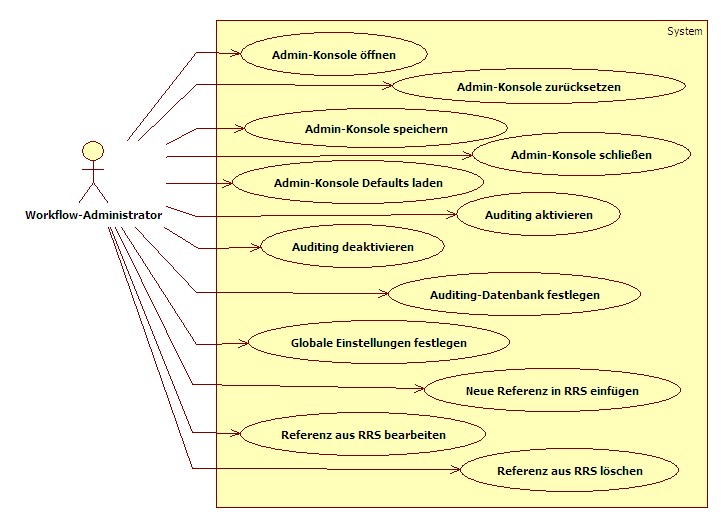 System
Admin-Konsole öffnen
Admin-Konsole zurücksetzen
Admin-Konsole speichern
Admin-Konsole schließen
Admin-Konsole Defaults laden
Workflow-Administrator
Auditing aktivieren
Auditing deaktivieren
Auditing-Datenbank festlegen
Globale Einstellungen festlegen
Neue Referenz in RRS einfügen
Referenz aus RRS bearbeiten
Referenz aus RRS löschen